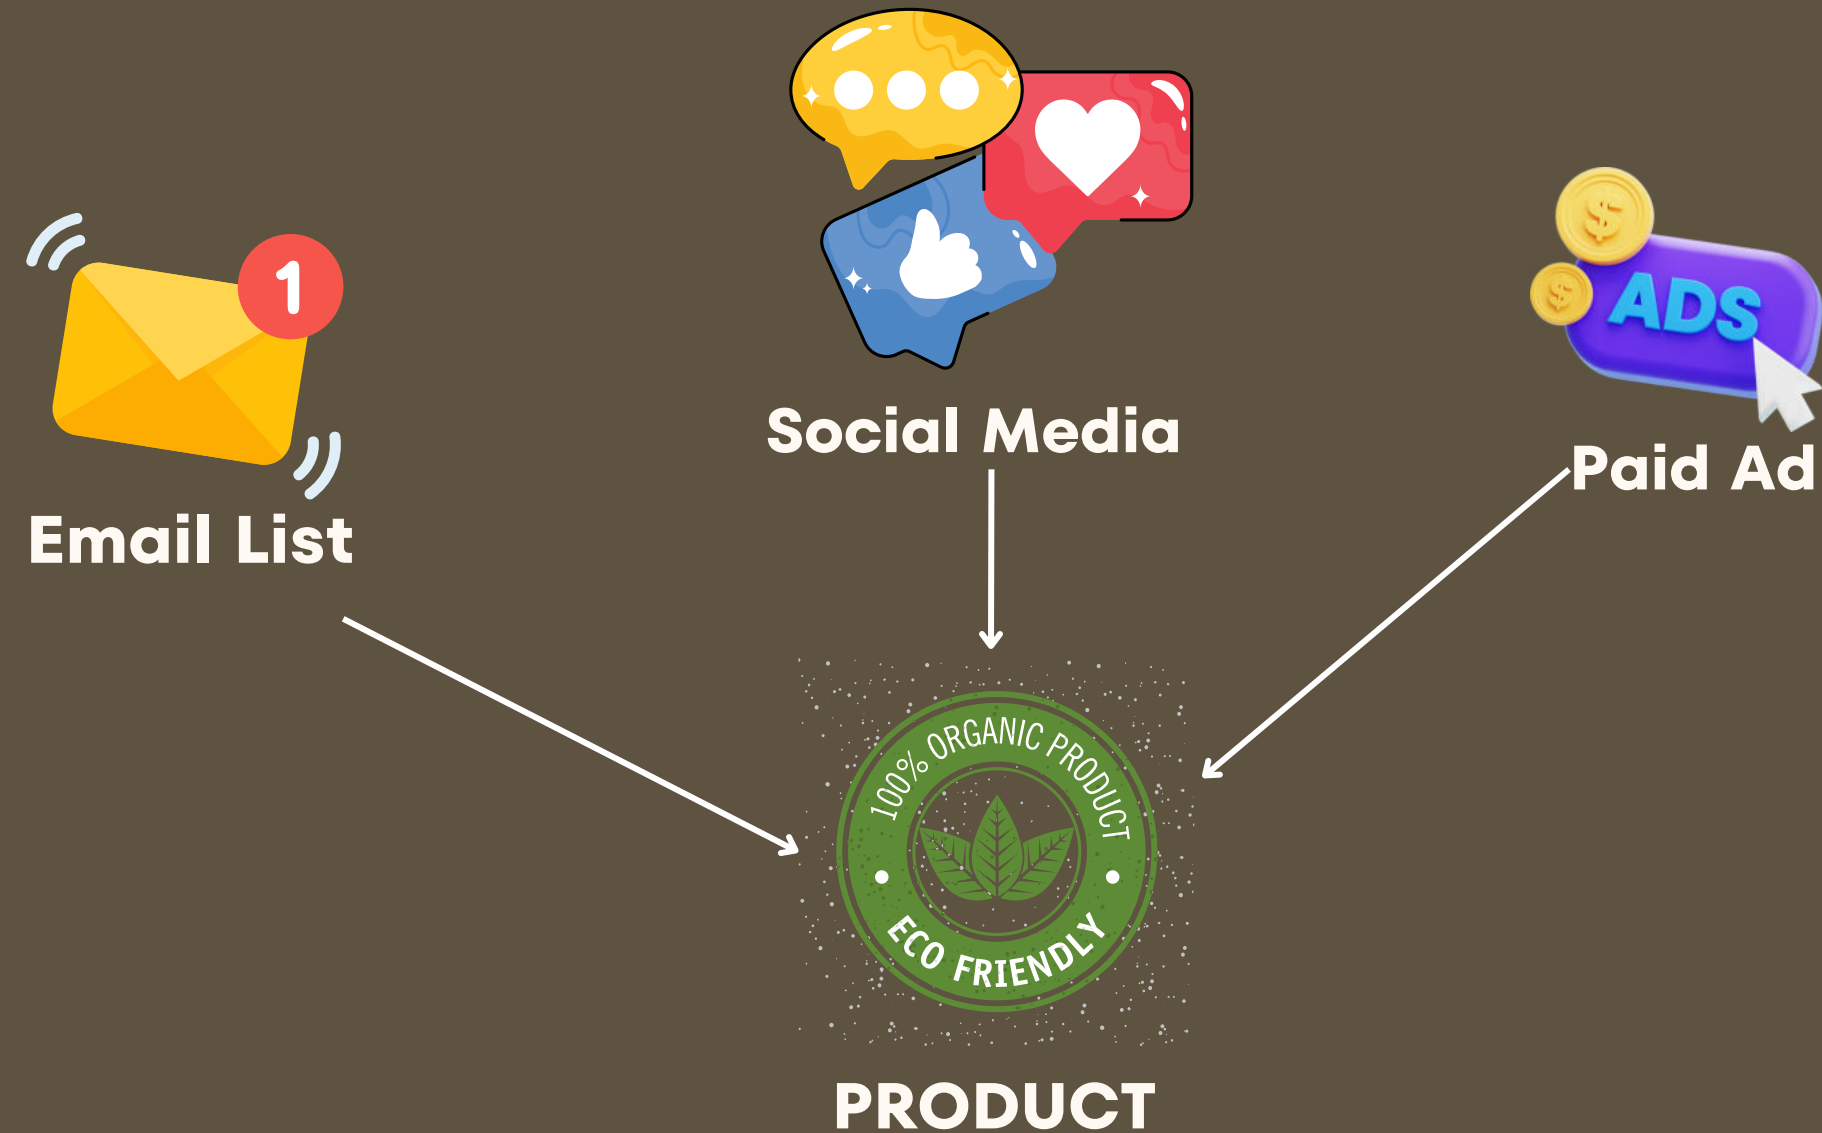 1
ADS
Social Media
Paid Ad
Email List
100% ORGANIC PRODUCT
ECO FRIENDLY
PRODUCT